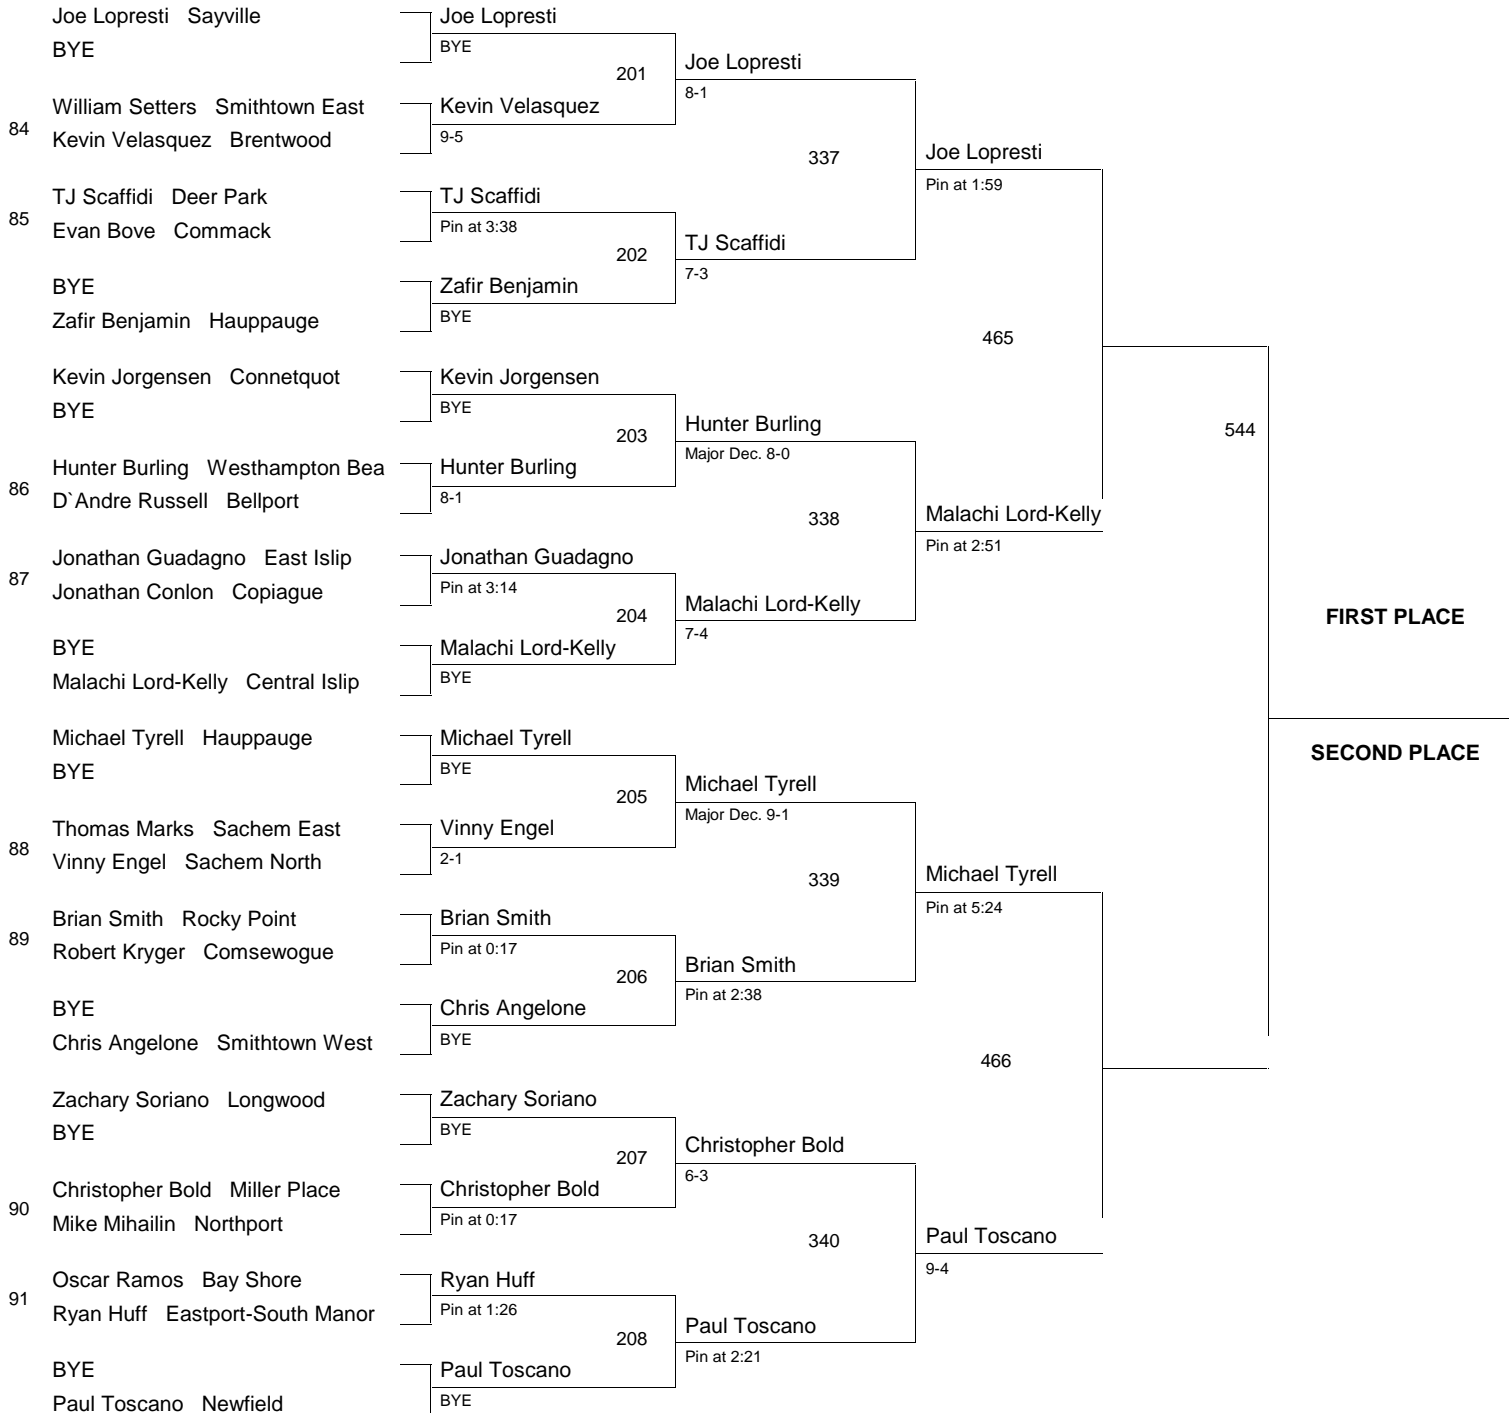 Joe Lopresti Sayville
BYE
84
William Setters Smithtown East
Kevin Velasquez Brentwood
85
TJ Scaffidi Deer Park
Evan Bove Commack
BYE
Zafir Benjamin Hauppauge
Kevin Jorgensen Connetquot
BYE
86
Hunter Burling Westhampton Bea
D`Andre Russell Bellport
87
Jonathan Guadagno East Islip
Jonathan Conlon Copiague
BYE
Malachi Lord-Kelly Central Islip
Michael Tyrell Hauppauge
BYE
88
Thomas Marks Sachem East
Vinny Engel Sachem North
89
Brian Smith Rocky Point
Robert Kryger Comsewogue
BYE
Chris Angelone Smithtown West
Zachary Soriano Longwood
BYE
90
Christopher Bold Miller Place
Mike Mihailin Northport
91
Oscar Ramos Bay Shore
Ryan Huff Eastport-South Manor
BYE
Paul Toscano Newfield
Joe Lopresti
BYE
201
Kevin Velasquez
9-5
TJ Scaffidi
Pin at 3:38
202
Zafir Benjamin
BYE
Kevin Jorgensen
BYE
203
Hunter Burling
8-1
Jonathan Guadagno
Pin at 3:14
204
Malachi Lord-Kelly
BYE
Michael Tyrell
BYE
205
Vinny Engel
2-1
Brian Smith
Pin at 0:17
206
Chris Angelone
BYE
Zachary Soriano
BYE
207
Christopher Bold
Pin at 0:17
Ryan Huff
Pin at 1:26
208
Paul Toscano
BYE
Joe Lopresti
8-1
337
TJ Scaffidi
7-3
Hunter Burling
Major Dec. 8-0
338
Malachi Lord-Kelly
7-4
Michael Tyrell
Major Dec. 9-1
339
Brian Smith
Pin at 2:38
Christopher Bold
6-3
340
Paul Toscano
Pin at 2:21
Joe Lopresti
Pin at 1:59
465
Malachi Lord-Kelly
Pin at 2:51
Michael Tyrell
Pin at 5:24
466
Paul Toscano
9-4
544
FIRST PLACE
SECOND PLACE